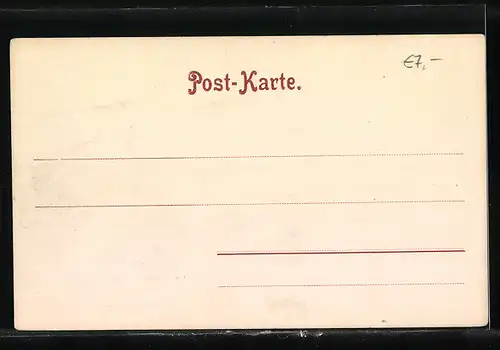 €7,-
Post-Karte.